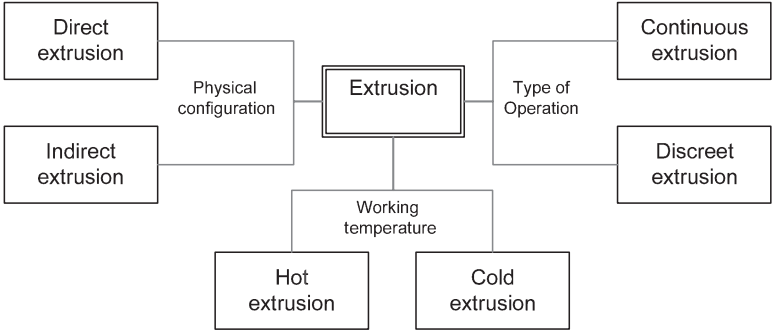 Direct
extrusion
Physical
configuration
Indirect
extrusion
Extrusion
Type of
Operation
Continuous
extrusion
Discreet
extrusion
Working
temperature
Hot
extrusion
Cold
extrusion